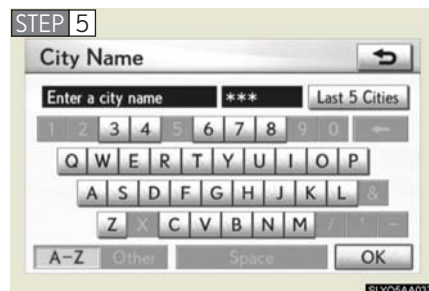 STEP 5
City Name
Enter a city name *** Last 5 Cities
1 2 3 4 5 6 7 8 9 0 ←
Q W E R T Y U I O P
A S D F G H J K L &
Z X C V B N M / ' -
A-Z Other Space OK
SLXO5AA037